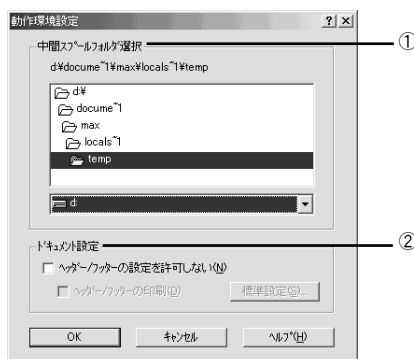 動作環境設定
中間ｽﾌﾟｰﾙﾌｫﾙﾀﾞ選択
①
d:¥docume~1¥max¥locals~1¥temp
d:¥
docume~1
max
locals~1
temp
d:
ﾄﾞｷｭﾒﾝﾄ設定
②
ﾍｯﾀﾞｰ/ﾌｯﾀｰの設定を許可しない(N)
ﾍｯﾀﾞｰ/ﾌｯﾀｰの印刷(D)
標準設定(S)...
OK
ｷｬﾝｾﾙ
ﾍﾙﾌﾟ(H)